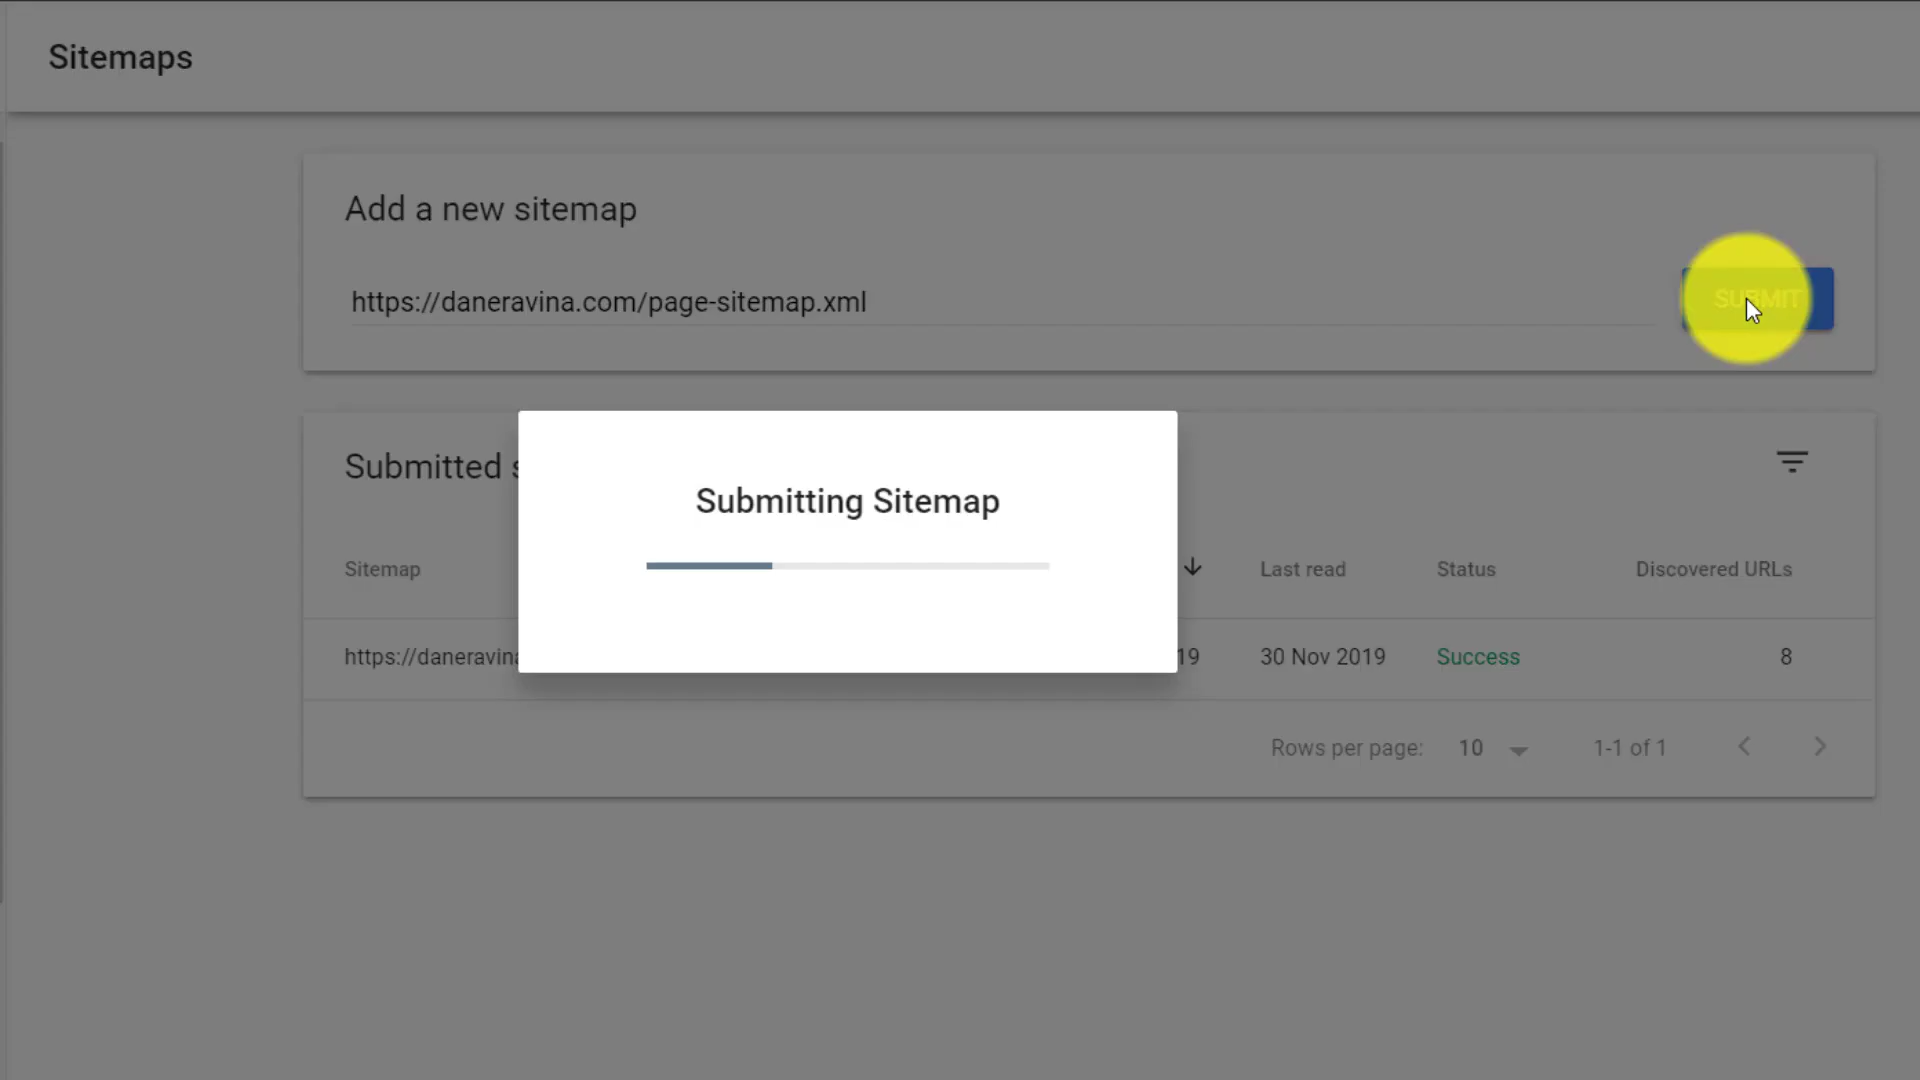 Sitemaps
Add a new sitemap
https://daneravina.com/page-sitemap.xml
SUBMIT
Submitted
Submitting Sitemap
Sitemap
Last read
Status
Discovered URLs
https://daneravina
19
30 Nov 2019
Success
8
Rows per page:
10
1-1 of 1